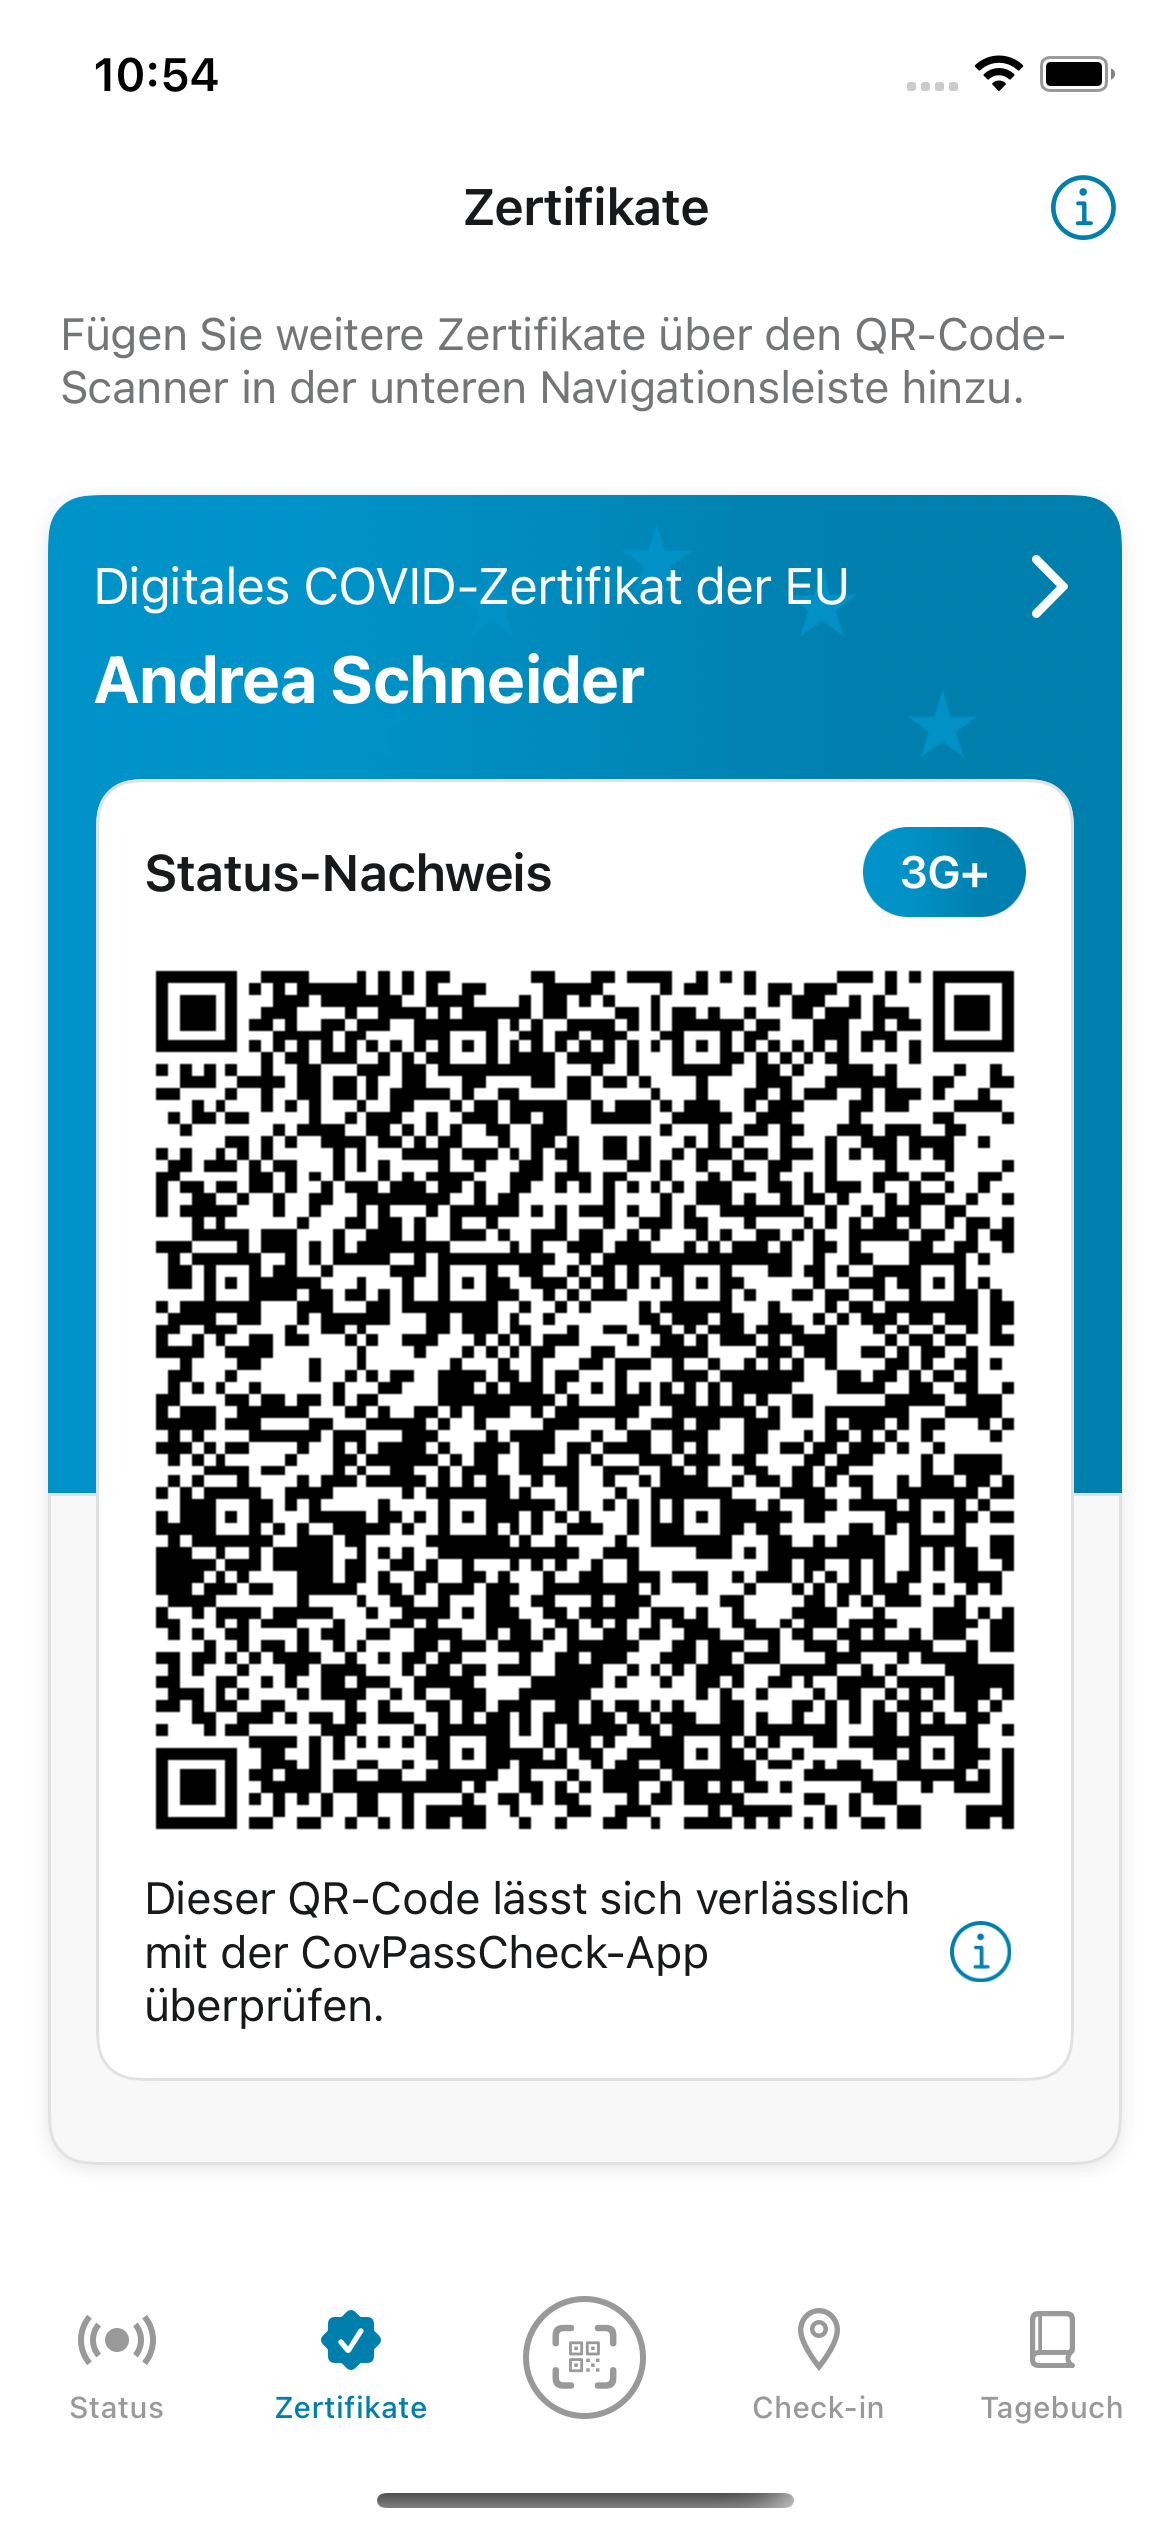 10:54
Zertifikate
Fügen Sie weitere Zertifikate über den QR-Code-
Scanner in der unteren Navigationsleiste hinzu.
Digitales COVID-Zertifikat der EU
Andrea Schneider
Status-Nachweis
3G+
Dieser QR-Code lässt sich verlässlich
mit der CovPassCheck-App
überprüfen.
Status
Zertifikate
Check-in
Tagebuch